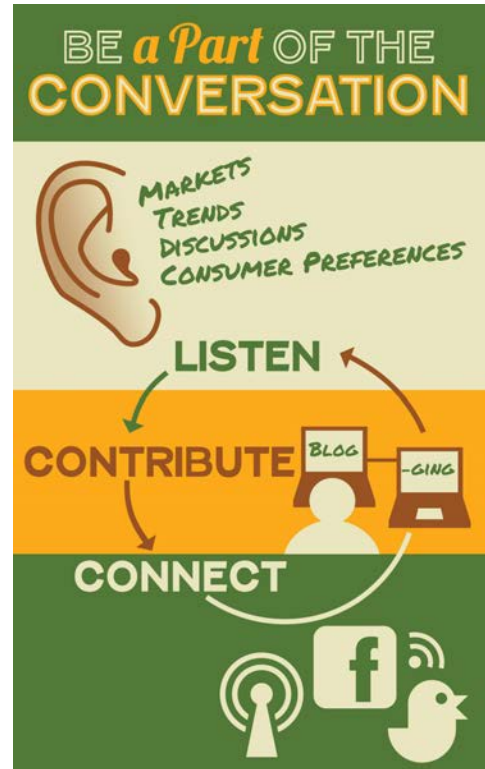 BE a Part OF THE
CONVERSATION
MARKETS
TRENDS
DISCUSSIONS
CONSUMER PREFERENCES
LISTEN
CONTRIBUTE
BLOG
-GING
CONNECT
f